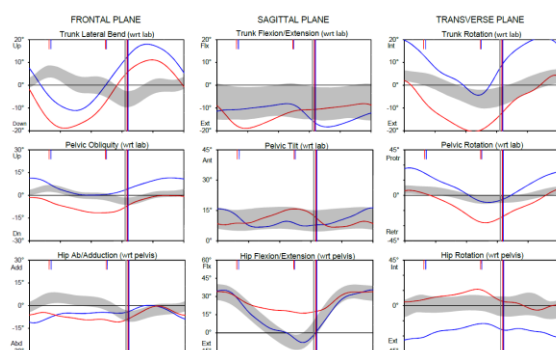 FRONTAL PLANE SAGITTAL PLANE TRANSVERSE PLANE
Trunk Lateral Bend (wrt lab) Trunk Flexion/Extension (wrt lab) Trunk Rotation (wrt lab)
20° 20° 20°
Up Flx Int
10° 10° 10°
0° 0° 0°
-10° -10° -10°
Down Ext Ext
-20° -20° -20°
Pelvic Obliquity (wrt lab) Pelvic Tilt (wrt lab) Pelvic Rotation (wrt lab)
30° 45° 45°
Up Ant Protr
15° 30°
0° 15° 0°
-15°
Dn Retr
-30° 0° -45°
Hip Ab/Adduction (wrt pelvis) Hip Flexion/Extension (wrt pelvis) Hip Rotation (wrt pelvis)
30° 60° 45°
Add Flx Int
15° 45°
30°
0° 15° 0°
-15° 0°
Abd Ext Ext